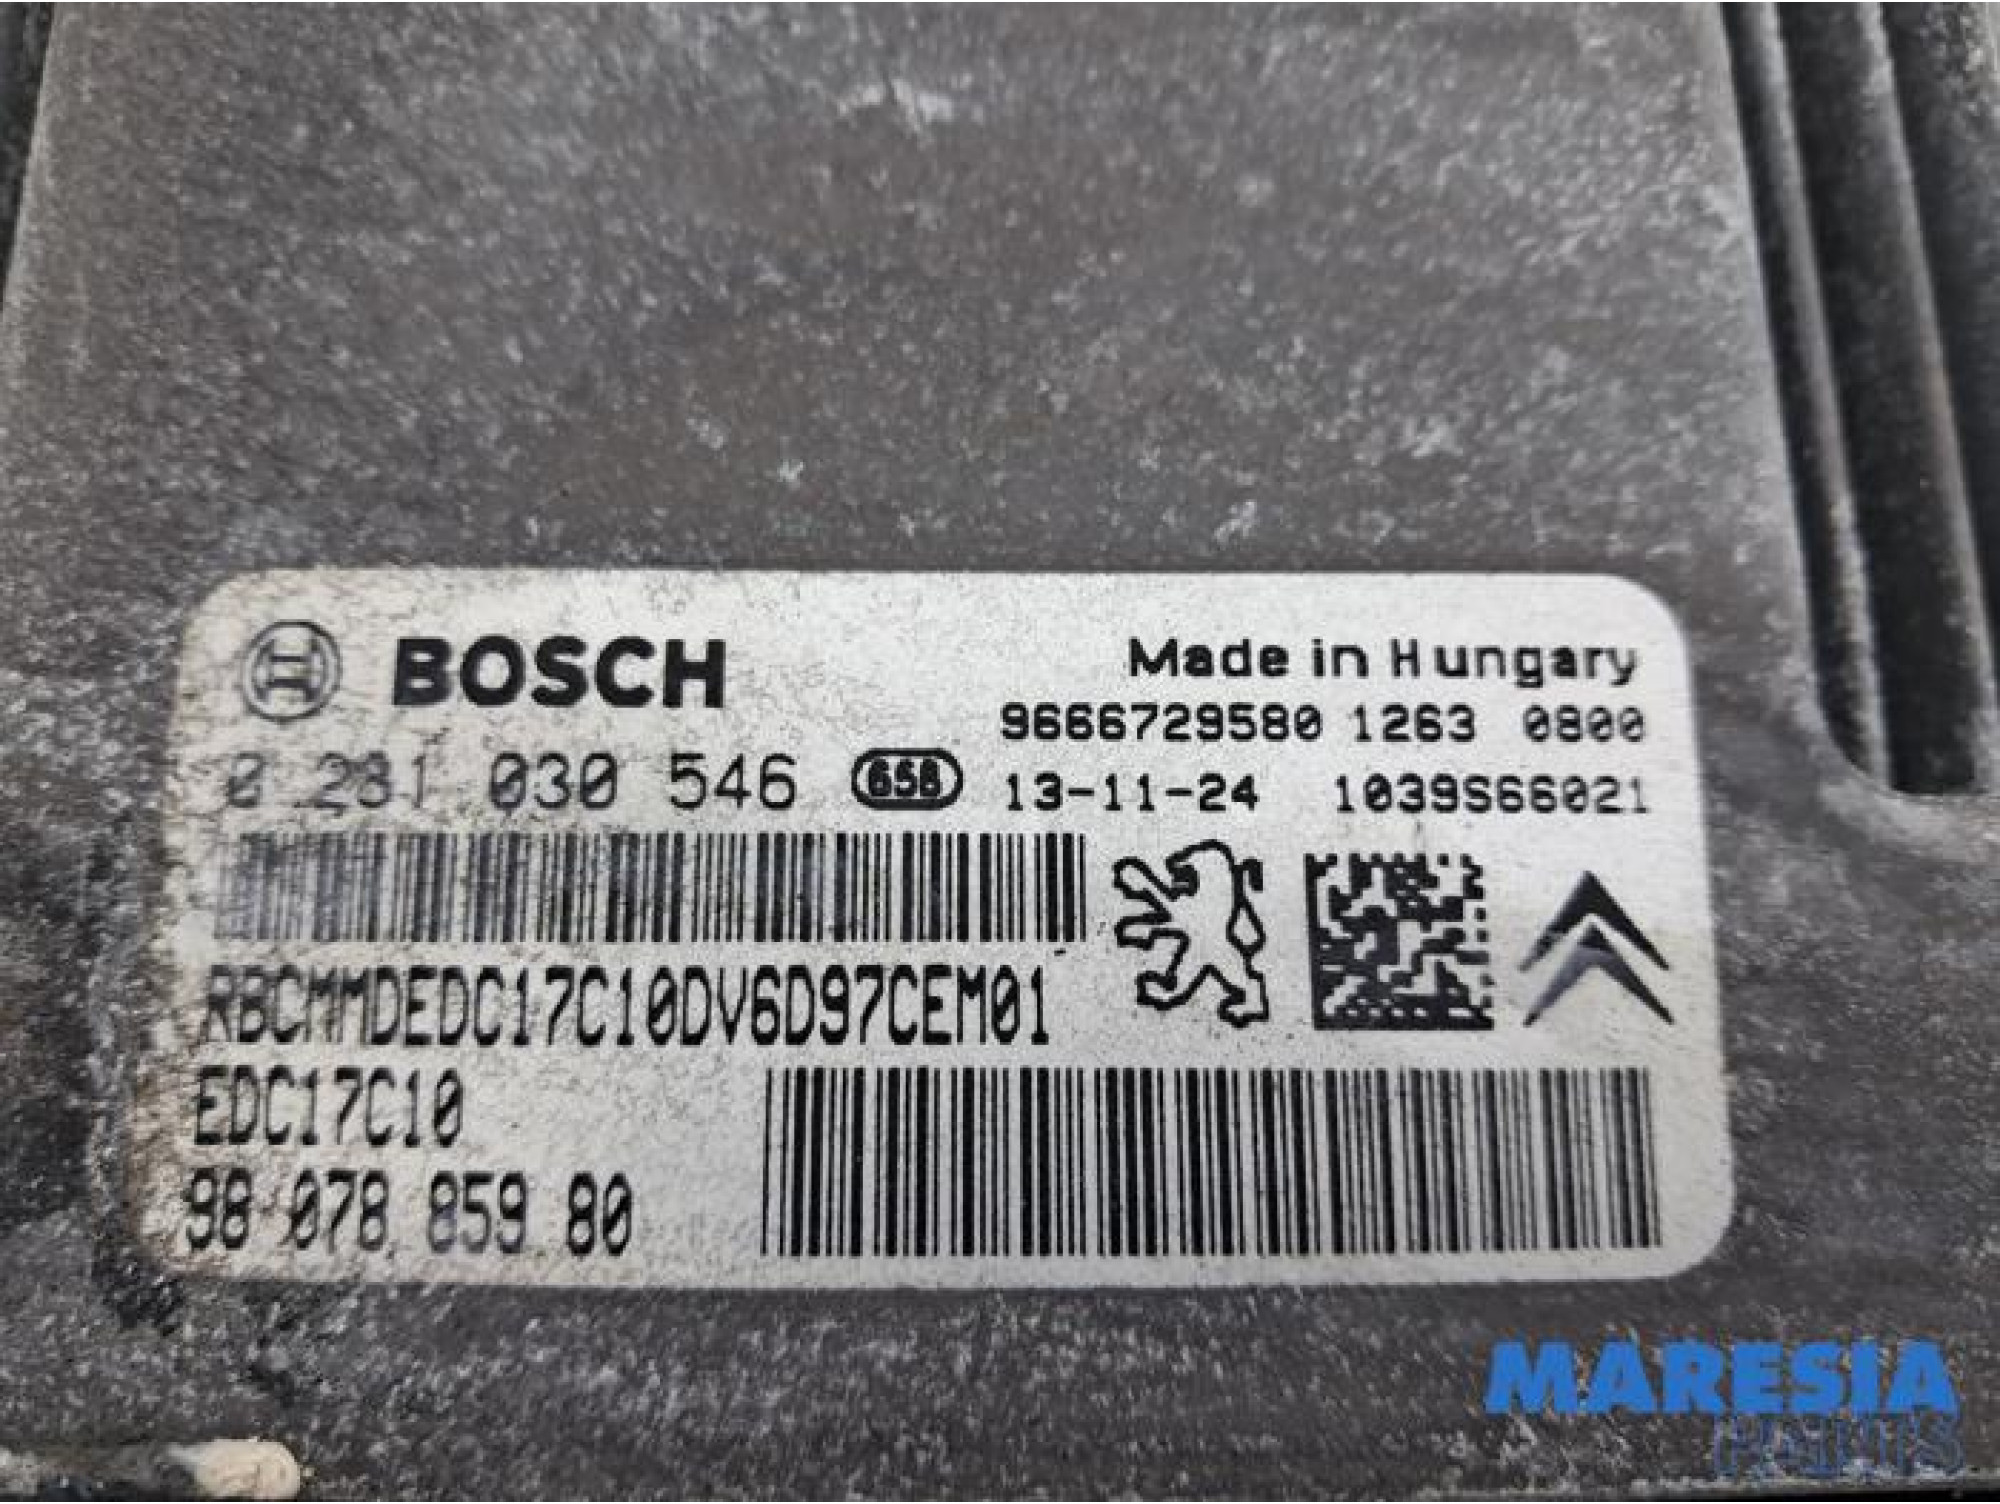 BOSCH
Made in Hungary
9666729580 1263 0800
0 281 030 546 658
13-11-24 1039S66021
RBCMMDEDC17C10DV6D97CEM01
EDC17C10
98 078 859 80
MARESIA
PARTS